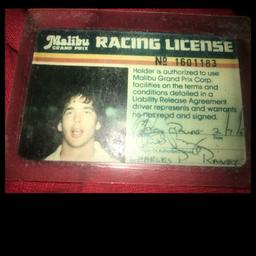 Malibu
GRAND PRIX
RACING LICENSE
No 1601183
Holder is authorized to use
Malibu Grand Prix Corp.
facilities on the terms and
conditions detailed in a
Liability Release Agreement
driver represents and warrants
he has read and signed.
CHARLES P.